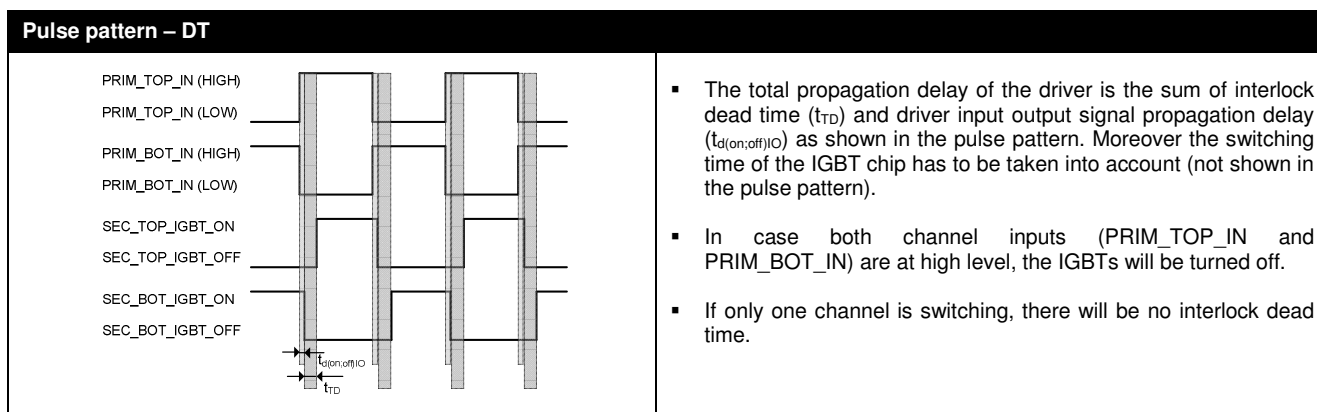 Pulse pattern – DT
PRIM_TOP_IN (HIGH)
PRIM_TOP_IN (LOW)
PRIM_BOT_IN (HIGH)
PRIM_BOT_IN (LOW)
SEC_TOP_IGBT_ON
SEC_TOP_IGBT_OFF
SEC_BOT_IGBT_ON
SEC_BOT_IGBT_OFF
td(on;off)IO
tTD
▪ The total propagation delay of the driver is the sum of interlock
dead time (tTD) and driver input output signal propagation delay
(td(on;off)IO) as shown in the pulse pattern. Moreover the switching
time of the IGBT chip has to be taken into account (not shown in
the pulse pattern).
▪ In case both channel inputs (PRIM_TOP_IN and
PRIM_BOT_IN) are at high level, the IGBTs will be turned off.
▪ If only one channel is switching, there will be no interlock dead
time.